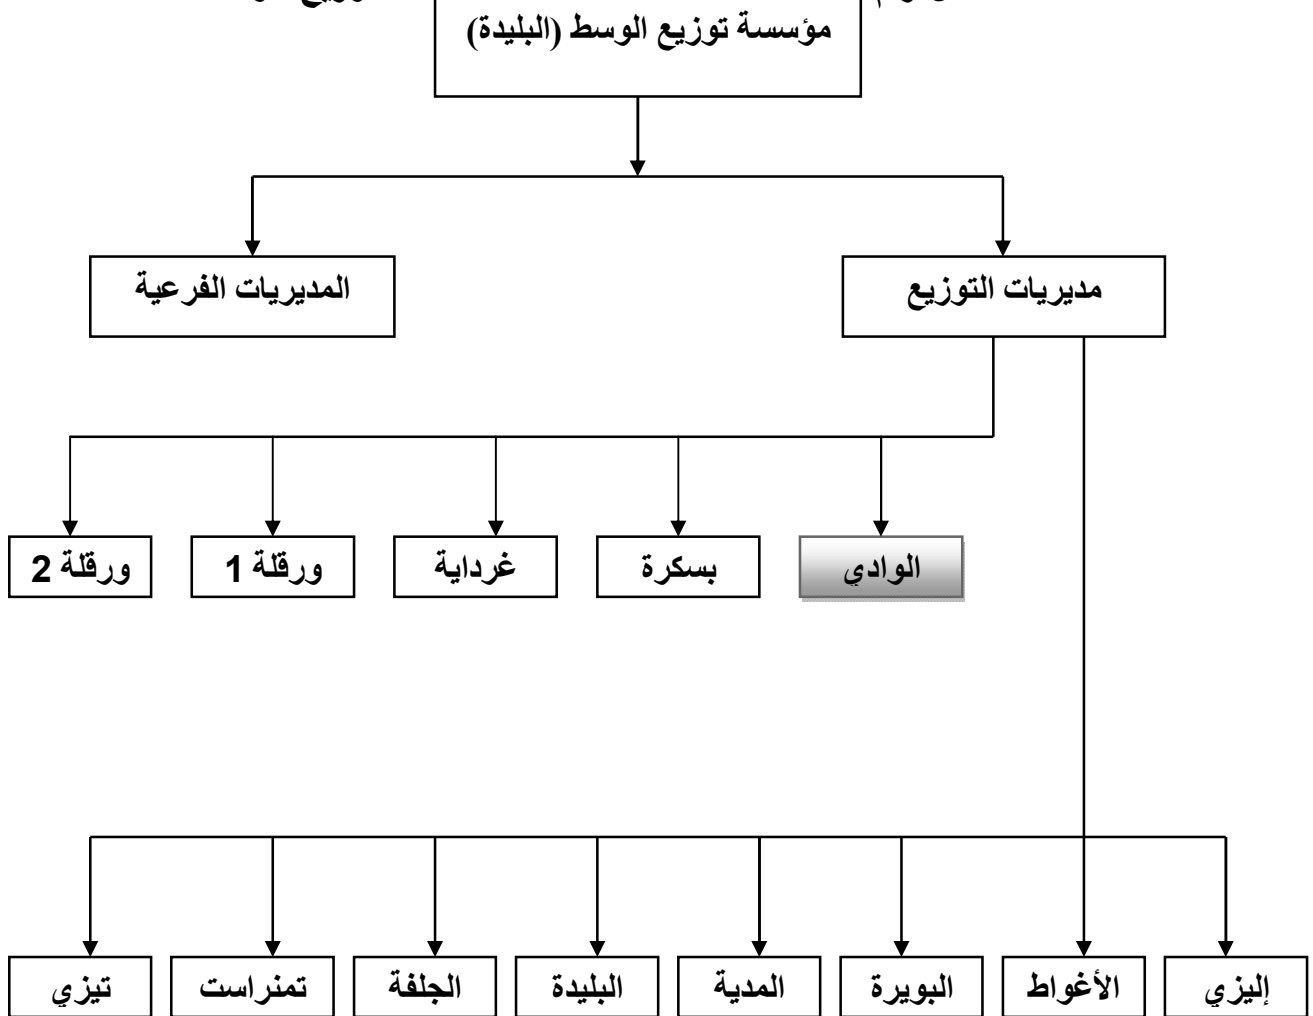 مؤسسة توزيع الوسط (البليدة)
مديريات التوزيع
المديريات الفرعية
الوادي
بسكرة
غرداية
ورقلة 1
ورقلة 2
إليزي
الأغواط
البويرة
المدية
البليدة
الجلفة
تمنراست
تيزي